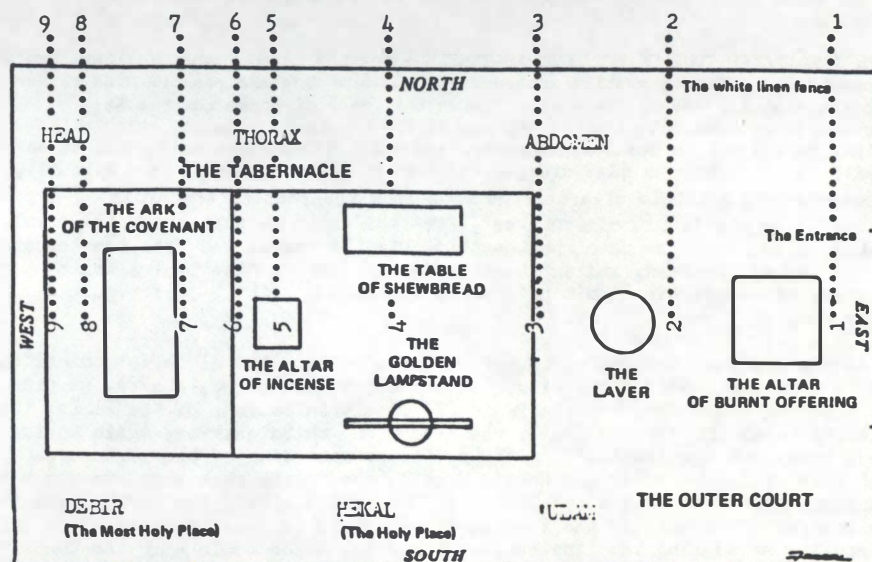 9 8 7 6 5 4 3 2 1
NORTH
The white linen fence
HEAD THORAX ABDOMEN
THE TABERNACLE
THE ARK
OF THE COVENANT
The Entrance
THE TABLE
OF SHEWBREAD
WEST
9 8 7 6 5 4 3 2 1
EAST
THE ALTAR
OF INCENSE
THE
GOLDEN
LAMPSTAND
THE
LAVER
THE ALTAR
OF BURNT OFFERING
DEBIR
(The Most Holy Place)
HEKAL
(The Holy Place)
ULAM
THE OUTER COURT
SOUTH